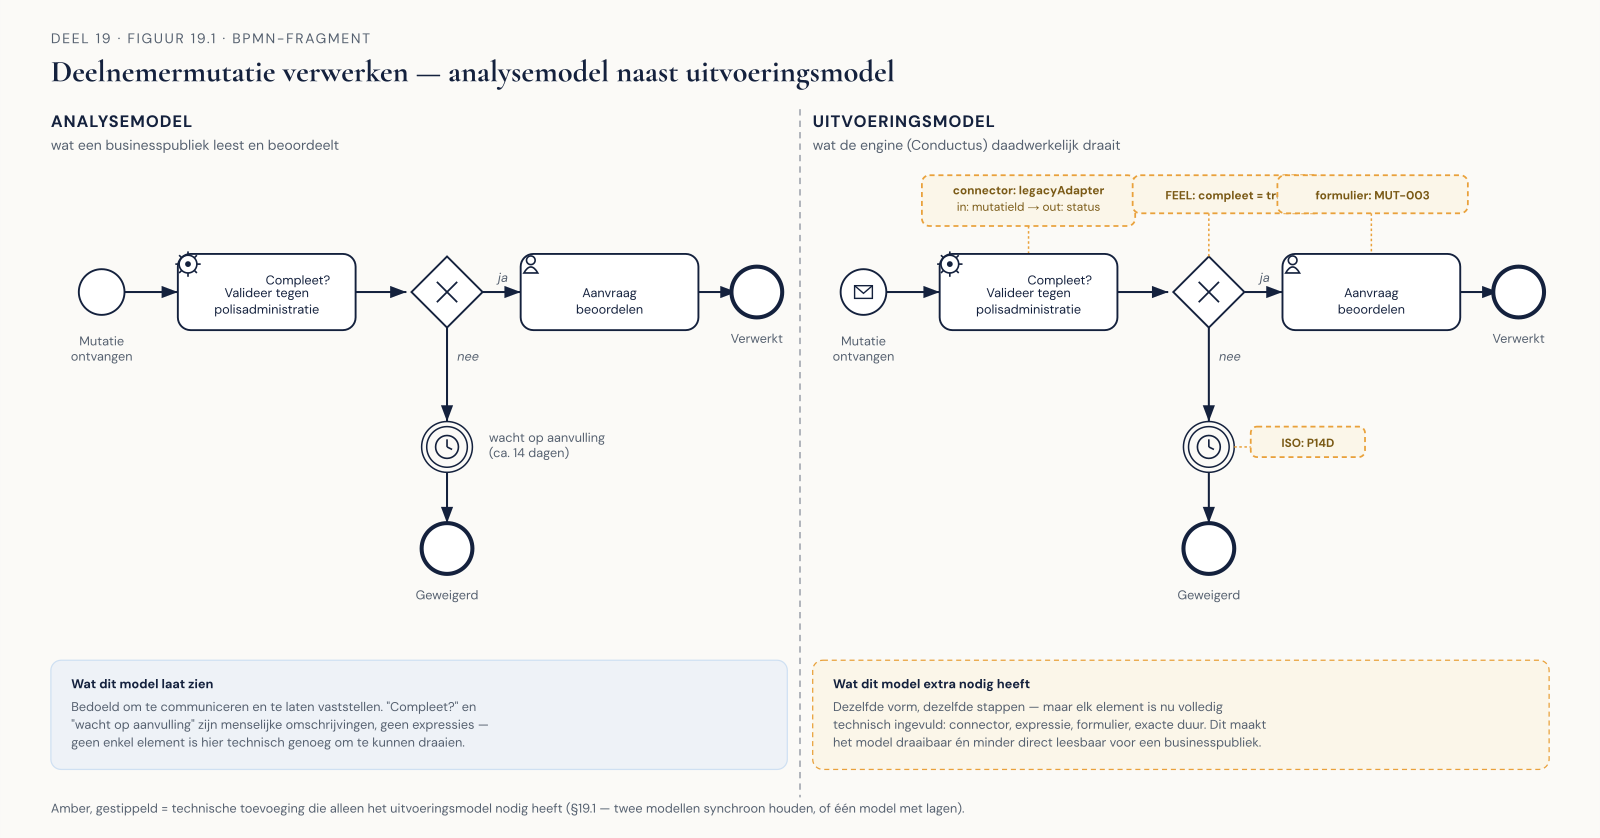 DEEL 19 · FIGUUR 19.1 · BPMN-FRAGMENT
Deelnemermutatie verwerken — analysemodel naast uitvoeringsmodel
ANALYSEMODEL
wat een businesspubliek leest en beoordeelt
Mutatie
ontvangen
Compleet?
Valideer tegen
polisadministratie
ja
nee
Aanvraag
beoordelen
Verwerkt
wacht op aanvulling
(ca. 14 dagen)
Geweigerd
Wat dit model laat zien
Bedoeld om te communiceren en te laten vaststellen. "Compleet?" en
"wacht op aanvulling" zijn menselijke omschrijvingen, geen expressies —
geen enkel element is hier technisch genoeg om te kunnen draaien.
UITVOERINGSMODEL
wat de engine (Conductus) daadwerkelijk draait
connector: legacyAdapter
in: mutatieId → out: status
FEEL: compleet =
formulier: MUT-003
Mutatie
ontvangen
Compleet?
Valideer tegen
polisadministratie
ja
nee
Aanvraag
beoordelen
Verwerkt
ISO: P14D
Geweigerd
Wat dit model extra nodig heeft
Dezelfde vorm, dezelfde stappen — maar elk element is nu volledig
technisch ingevuld: connector, expressie, formulier, exacte duur. Dit maakt
het model draaibaar én minder direct leesbaar voor een businesspubliek.
Amber, gestippeld = technische toevoeging die alleen het uitvoeringsmodel nodig heeft (§19.1 — twee modellen synchroon houden, of één model met lagen).